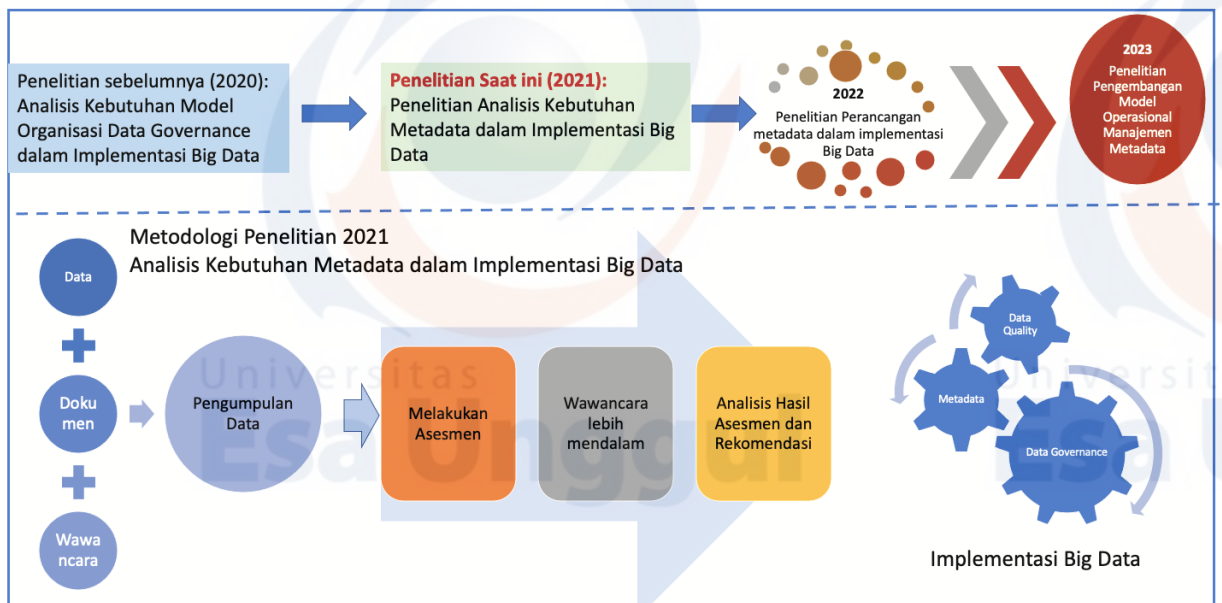 Penelitian sebelumnya (2020):
Analisis Kebutuhan Model
Organisasi Data Governance
dalam Implementasi Big Data
Penelitian Saat ini (2021):
Penelitian Analisis Kebutuhan
Metadata dalam Implementasi Big
Data
2022
Penelitian Perancangan
metadata dalam implementasi
Big Data
2023
Penelitian
Pengembangan
Model
Operasional
Manajemen
Metadata
Metodologi Penelitian 2021
Analisis Kebutuhan Metadata dalam Implementasi Big Data
Data
Doku
men
Wawa
ncara
Pengumpulan
Data
Melakukan
Asesmen
Wawancara
lebih
mendalam
Analisis Hasil
Asesmen dan
Rekomendasi
Data
Quality
Metadata
Data Governance
Implementasi Big Data
Universitas
Esa Unggul
Universit
Esa U